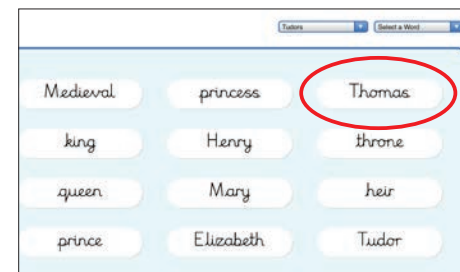 Tudors Select a Word
Medieval princess Thomas
king Henry throne
queen Mary heir
prince Elizabeth Tudor